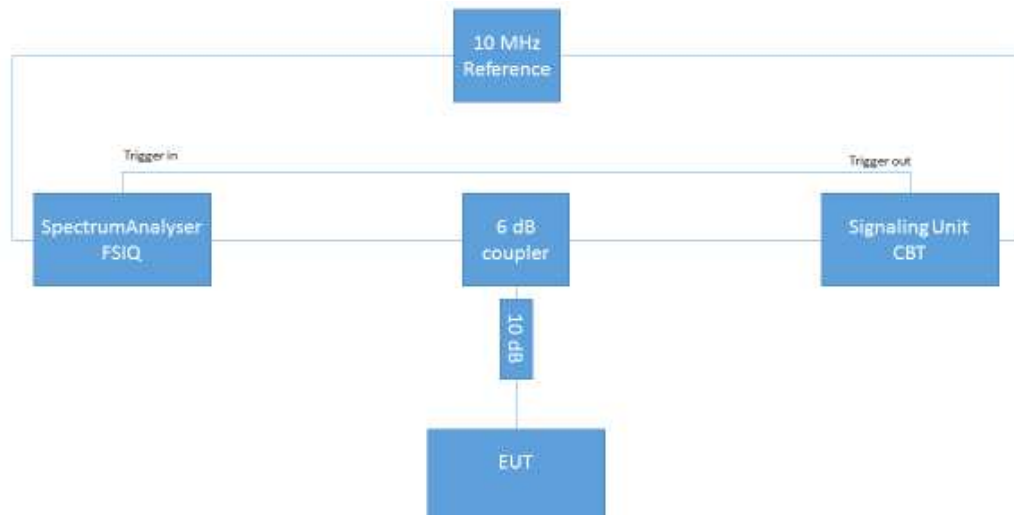 10 MHz
Reference
Trigger in
Trigger out
SpectrumAnalyser
FSIQ
6 dB
coupler
Signaling Unit
CBT
10 dB
EUT